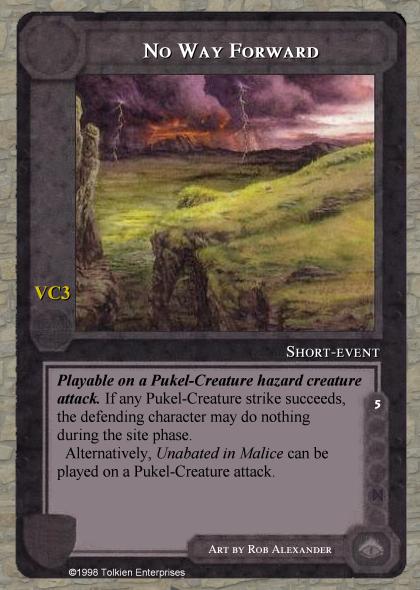 No Way Forward
VC3
Short-event
Playable on a Pukel-Creature hazard creature
attack. If any Pukel-Creature strike succeeds,
the defending character may do nothing
during the site phase.
Alternatively, Unabated in Malice can be
played on a Pukel-Creature attack.
5
Art by Rob Alexander
©1998 Tolkien Enterprises